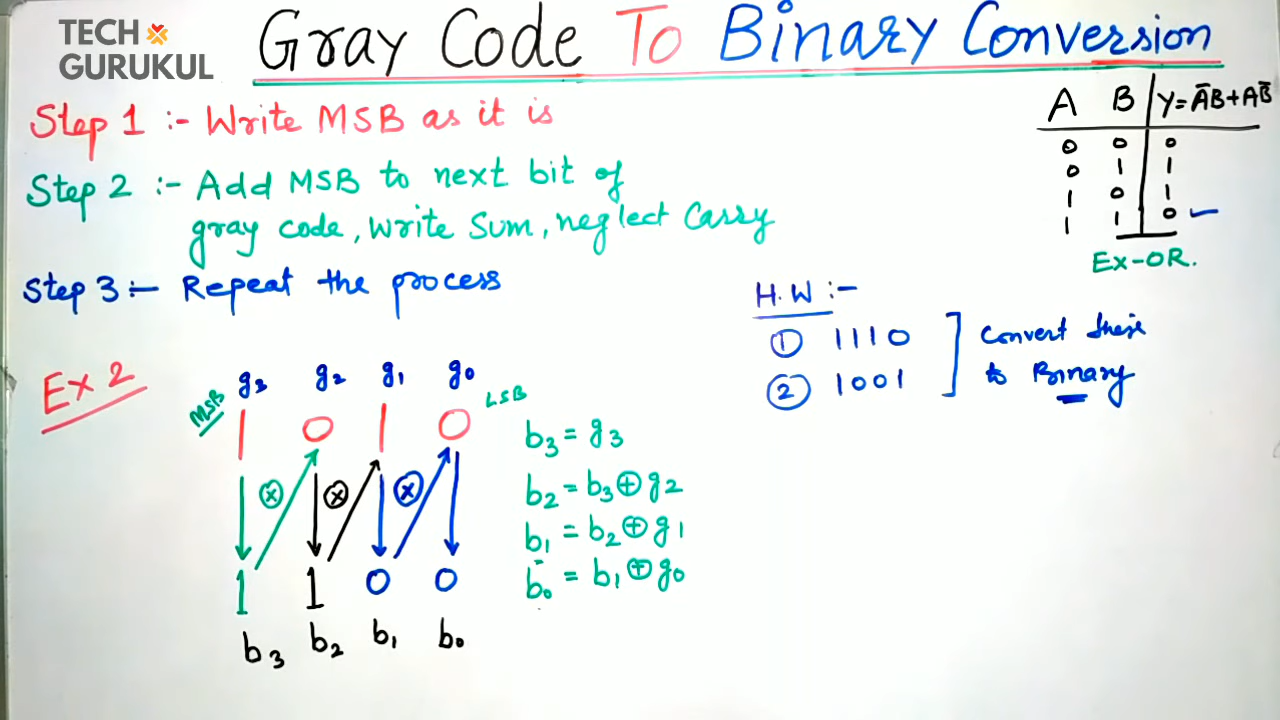 TECH
GURUKUL
Gray Code To Binary Conversion
Step 1 :- Write MSB as it is
Step 2 :- Add MSB to next bit of
gray code, write Sum, neglect Carry
Step 3 :- Repeat the process
A B Y = A̅B + AB̅
0 0 0
0 1 1
1 0 1
1 1 0
Ex-OR.
H.W :-
① 1110
② 1001
Convert these
to Binary
Ex 2
g3 g2 g1 g0
MSB 1 0 1 0 LSB
ⓧ ⓧ ⓧ
1 1 0 0
b3 b2 b1 b0
b3 = g3
b2 = b3 ⊕ g2
b1 = b2 ⊕ g1
b0 = b1 ⊕ g0